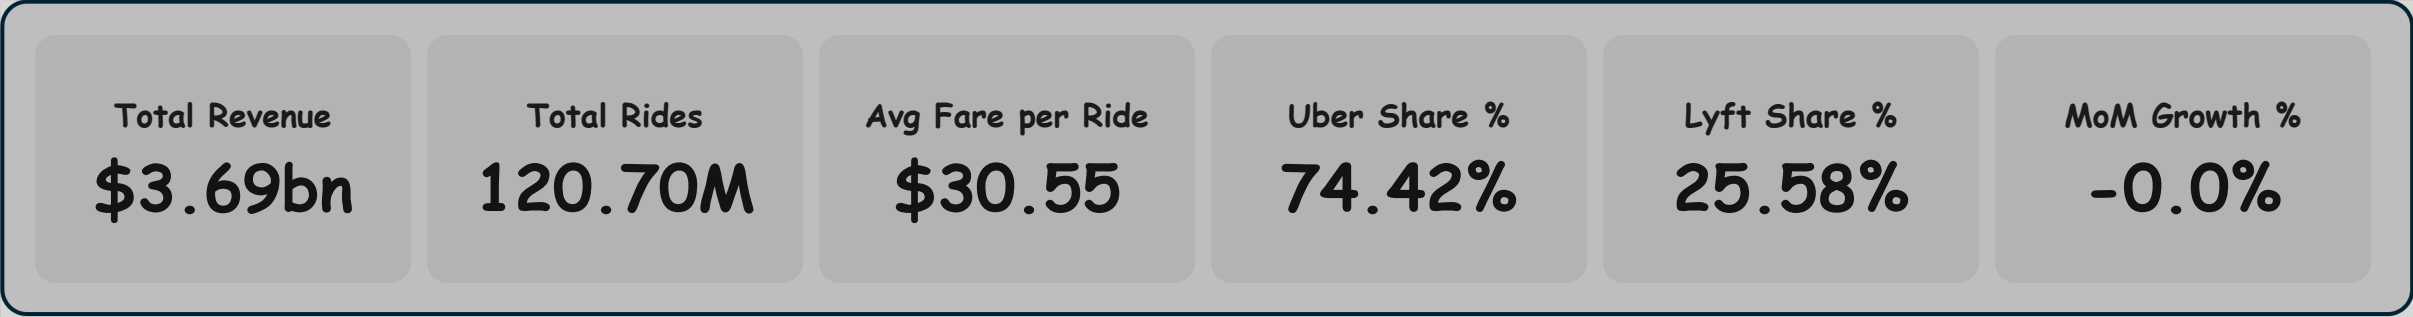 Total Revenue
$3.69bn
Total Rides
120.70M
Avg Fare per Ride
$30.55
Uber Share %
74.42%
Lyft Share %
25.58%
MoM Growth %
-0.0%